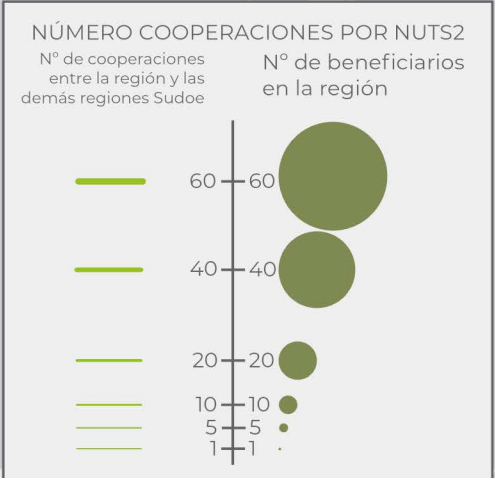 NÚMERO COOPERACIONES POR NUTS2
Nº de cooperaciones
entre la región y las
demás regiones Sudoe
Nº de beneficiarios
en la región
60 60
40 40
20 20
10 10
5 5
1 1